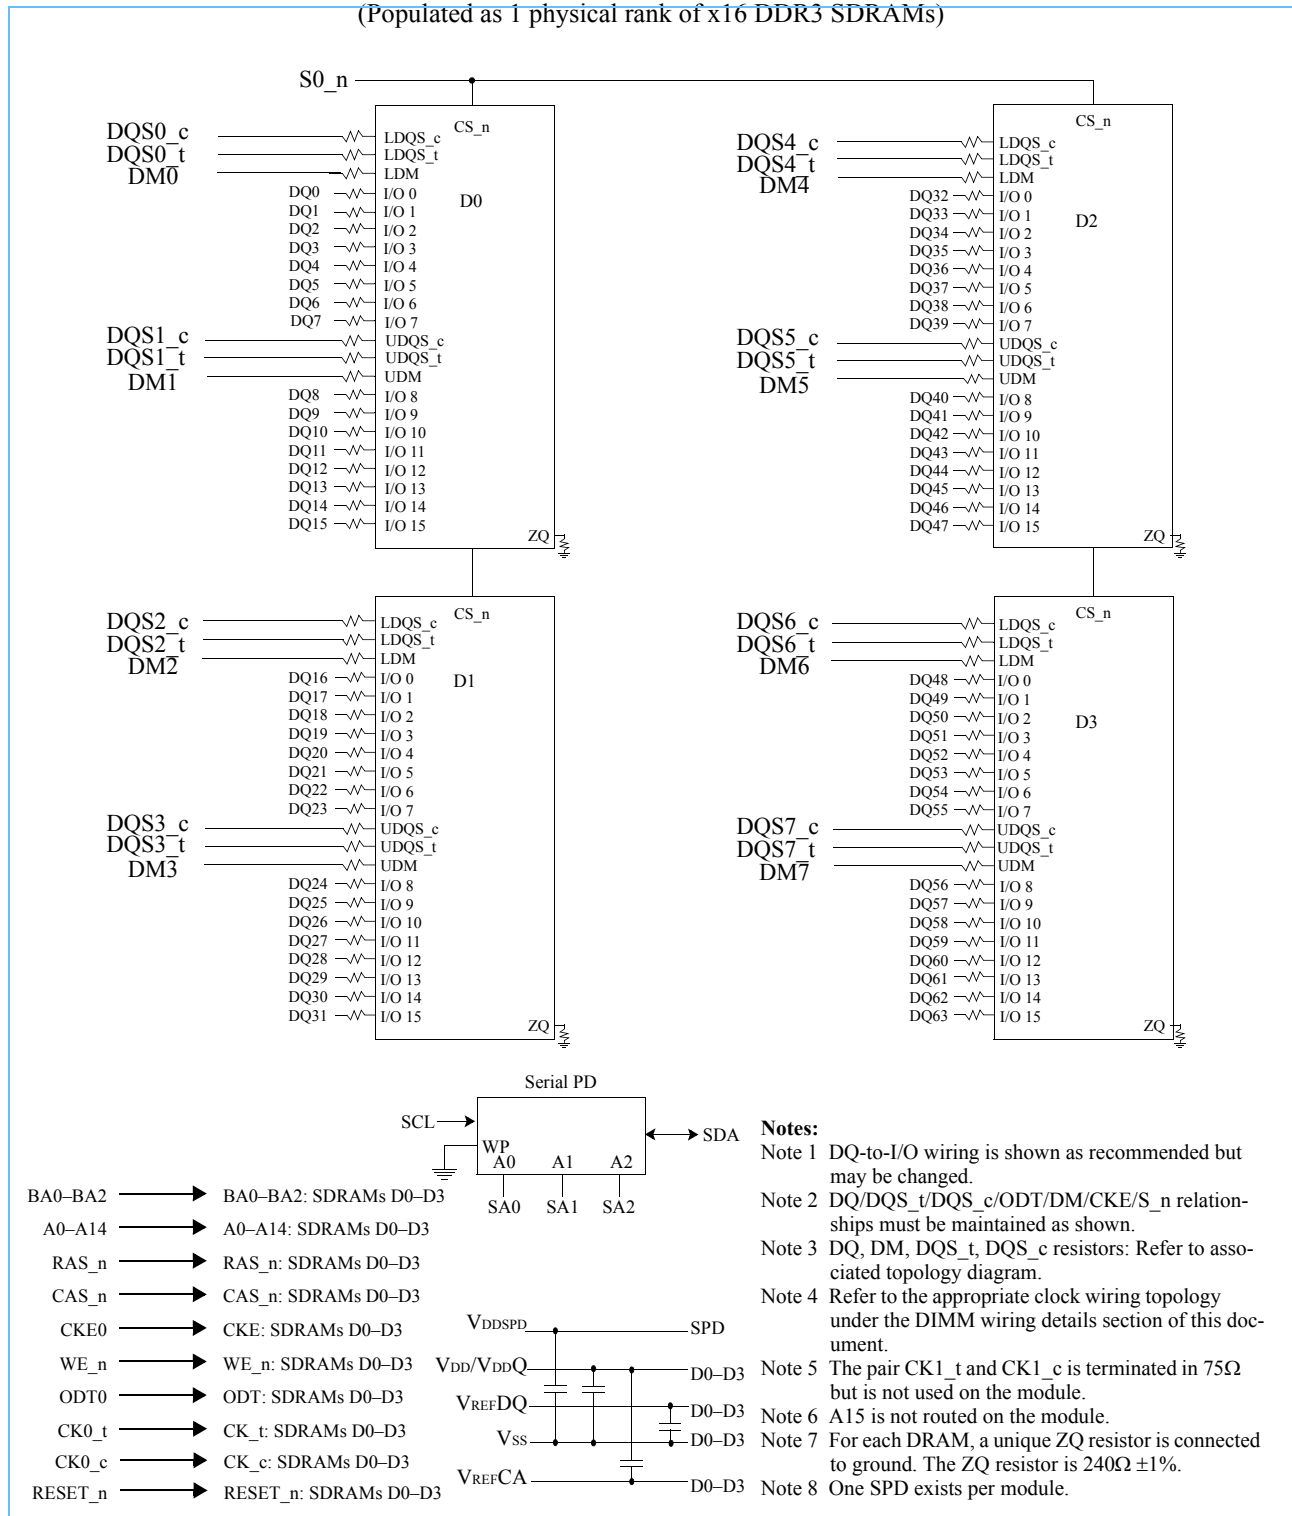 (Populated as 1 physical rank of x16 DDR3 SDRAMs)
S0_n
CS_n
DQS0_c
LDQS_c
DQS0_t
LDQS_t
DM0
LDM
D0
DQ0 I/O 0
DQ1 I/O 1
DQ2 I/O 2
DQ3 I/O 3
DQ4 I/O 4
DQ5 I/O 5
DQ6 I/O 6
DQ7 I/O 7
DQS1_c
UDQS_c
DQS1_t
UDQS_t
DM1
UDM
DQ8 I/O 8
DQ9 I/O 9
DQ10 I/O 10
DQ11 I/O 11
DQ12 I/O 12
DQ13 I/O 13
DQ14 I/O 14
DQ15 I/O 15
ZQ
CS_n
DQS4_c
LDQS_c
DQS4_t
LDQS_t
DM4
LDM
D2
DQ32 I/O 0
DQ33 I/O 1
DQ34 I/O 2
DQ35 I/O 3
DQ36 I/O 4
DQ37 I/O 5
DQ38 I/O 6
DQ39 I/O 7
DQS5_c
UDQS_c
DQS5_t
UDQS_t
DM5
UDM
DQ40 I/O 8
DQ41 I/O 9
DQ42 I/O 10
DQ43 I/O 11
DQ44 I/O 12
DQ45 I/O 13
DQ46 I/O 14
DQ47 I/O 15
ZQ
CS_n
DQS2_c
LDQS_c
DQS2_t
LDQS_t
DM2
LDM
D1
DQ16 I/O 0
DQ17 I/O 1
DQ18 I/O 2
DQ19 I/O 3
DQ20 I/O 4
DQ21 I/O 5
DQ22 I/O 6
DQ23 I/O 7
DQS3_c
UDQS_c
DQS3_t
UDQS_t
DM3
UDM
DQ24 I/O 8
DQ25 I/O 9
DQ26 I/O 10
DQ27 I/O 11
DQ28 I/O 12
DQ29 I/O 13
DQ30 I/O 14
DQ31 I/O 15
ZQ
CS_n
DQS6_c
LDQS_c
DQS6_t
LDQS_t
DM6
LDM
D3
DQ48 I/O 0
DQ49 I/O 1
DQ50 I/O 2
DQ51 I/O 3
DQ52 I/O 4
DQ53 I/O 5
DQ54 I/O 6
DQ55 I/O 7
DQS7_c
UDQS_c
DQS7_t
UDQS_t
DM7
UDM
DQ56 I/O 8
DQ57 I/O 9
DQ58 I/O 10
DQ59 I/O 11
DQ60 I/O 12
DQ61 I/O 13
DQ62 I/O 14
DQ63 I/O 15
ZQ
Serial PD
SCL
SDA
WP
A0 A1 A2
SA0 SA1 SA2
BA0–BA2 BA0–BA2: SDRAMs D0–D3
A0–A14 A0–A14: SDRAMs D0–D3
RAS_n RAS_n: SDRAMs D0–D3
CAS_n CAS_n: SDRAMs D0–D3
CKE0 CKE: SDRAMs D0–D3
WE_n WE_n: SDRAMs D0–D3
ODT0 ODT: SDRAMs D0–D3
CK0_t CK_t: SDRAMs D0–D3
CK0_c CK_c: SDRAMs D0–D3
RESET_n RESET_n: SDRAMs D0–D3
VDDSPD SPD
VDD/VDDQ D0–D3
VREFDQ D0–D3
VSS D0–D3
VREFCA D0–D3
Notes:
Note 1 DQ-to-I/O wiring is shown as recommended but
may be changed.
Note 2 DQ/DQS_t/DQS_c/ODT/DM/CKE/S_n relation-
ships must be maintained as shown.
Note 3 DQ, DM, DQS_t, DQS_c resistors: Refer to asso-
ciated topology diagram.
Note 4 Refer to the appropriate clock wiring topology
under the DIMM wiring details section of this doc-
ument.
Note 5 The pair CK1_t and CK1_c is terminated in 75Ω
but is not used on the module.
Note 6 A15 is not routed on the module.
Note 7 For each DRAM, a unique ZQ resistor is connected
to ground. The ZQ resistor is 240Ω ±1%.
Note 8 One SPD exists per module.